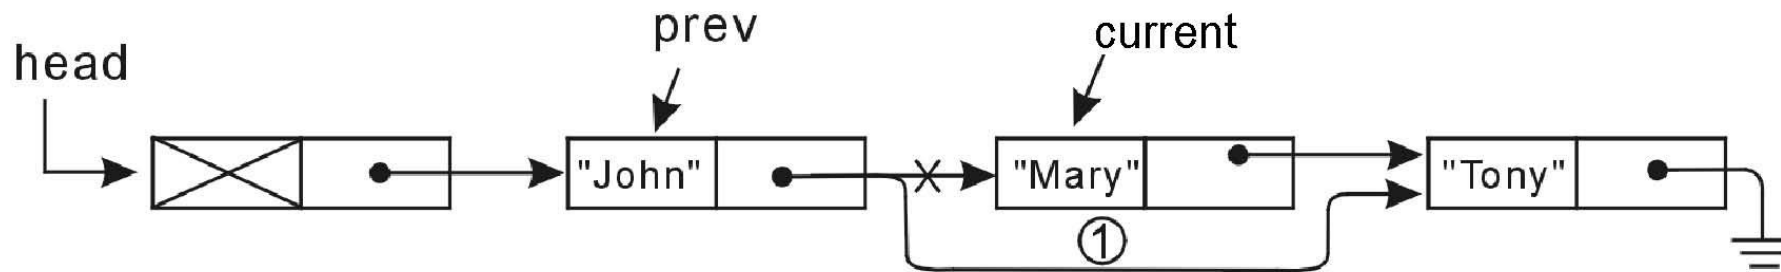 head
prev
current
"John"
"Mary"
"Tony"
①